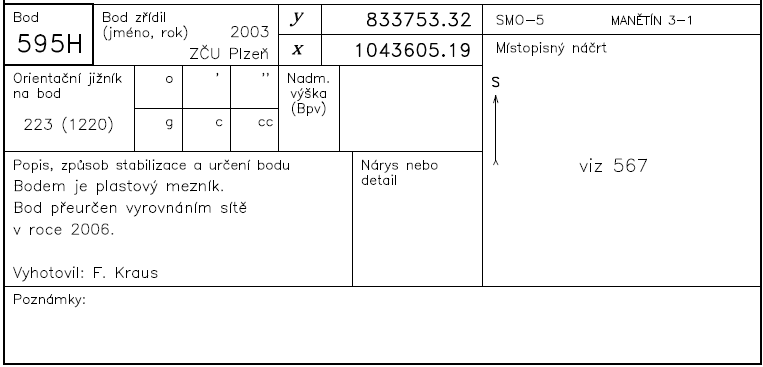 Bod
595H
Bod zřídil
(jméno, rok) 2003
ZČU Plzeň
y 833753.32
x 1043605.19
SMO-5 MANĚTÍN 3-1
Místopisný náčrt
S
viz 567
Orientační jižník
na bod
223 (1220)
o ' ''
g c cc
Nadm.
výška
(Bpv)
Popis, způsob stabilizace a určení bodu
Bodem je plastový mezník.
Bod přeurčen vyrovnáním sítě
v roce 2006.
Vyhotovil: F. Kraus
Nárys nebo
detail
Poznámky: